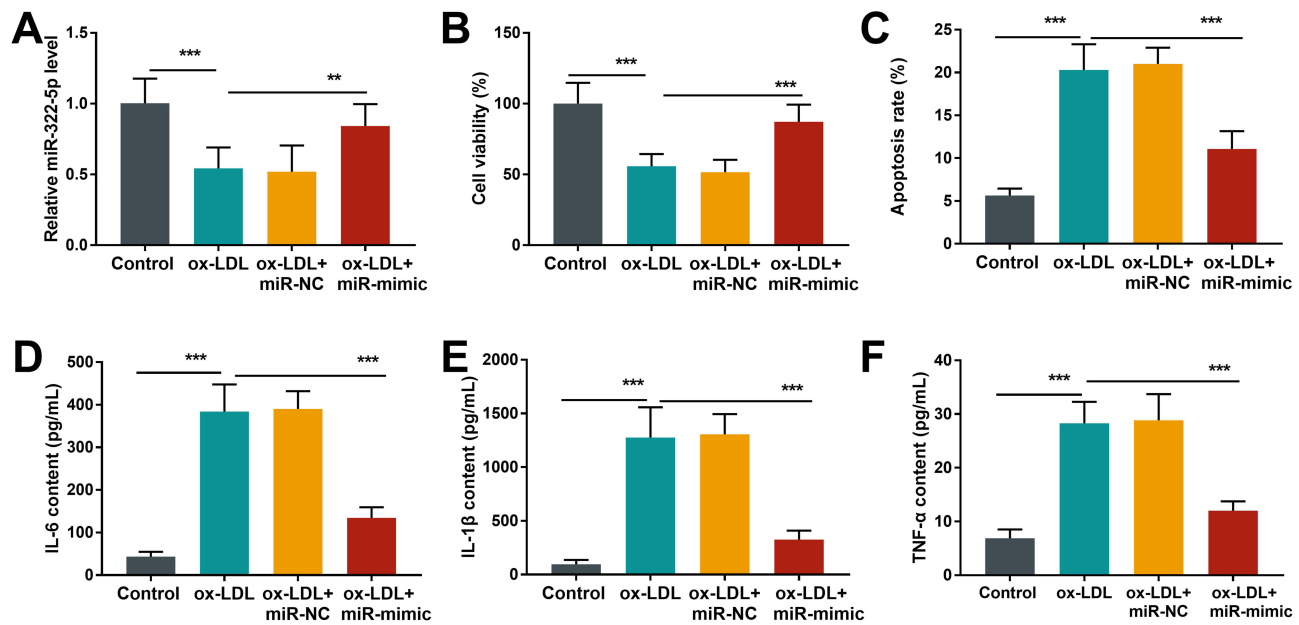 A
Relative miR-322-5p level
1.5
1.0
0.5
0.0
***
**
Control
ox-LDL
ox-LDL+
miR-NC
ox-LDL+
miR-mimic
B
Cell viability (%)
150
100
50
0
***
***
Control
ox-LDL
ox-LDL+
miR-NC
ox-LDL+
miR-mimic
C
Apoptosis rate (%)
25
20
15
10
5
0
***
***
Control
ox-LDL
ox-LDL+
miR-NC
ox-LDL+
miR-mimic
D
IL-6 content (pg/mL)
500
400
300
200
100
0
***
***
Control
ox-LDL
ox-LDL+
miR-NC
ox-LDL+
miR-mimic
E
IL-1β content (pg/mL)
2000
1500
1000
500
0
***
***
Control
ox-LDL
ox-LDL+
miR-NC
ox-LDL+
miR-mimic
F
TNF-α content (pg/mL)
40
30
20
10
0
***
***
Control
ox-LDL
ox-LDL+
miR-NC
ox-LDL+
miR-mimic